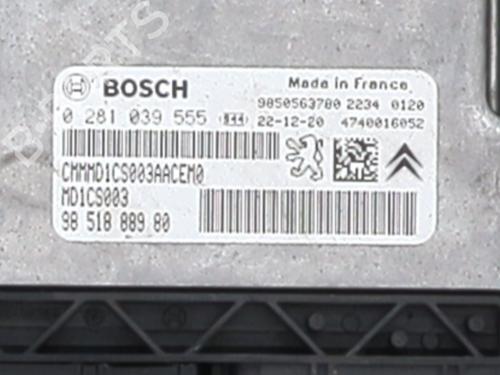 BOSCH
Made in France
9850563780 2234 0120
0 281 039 555
22-12-20 4740016052
CMMMD1CS003AACEM0
MD1CS003
98 518 889 80